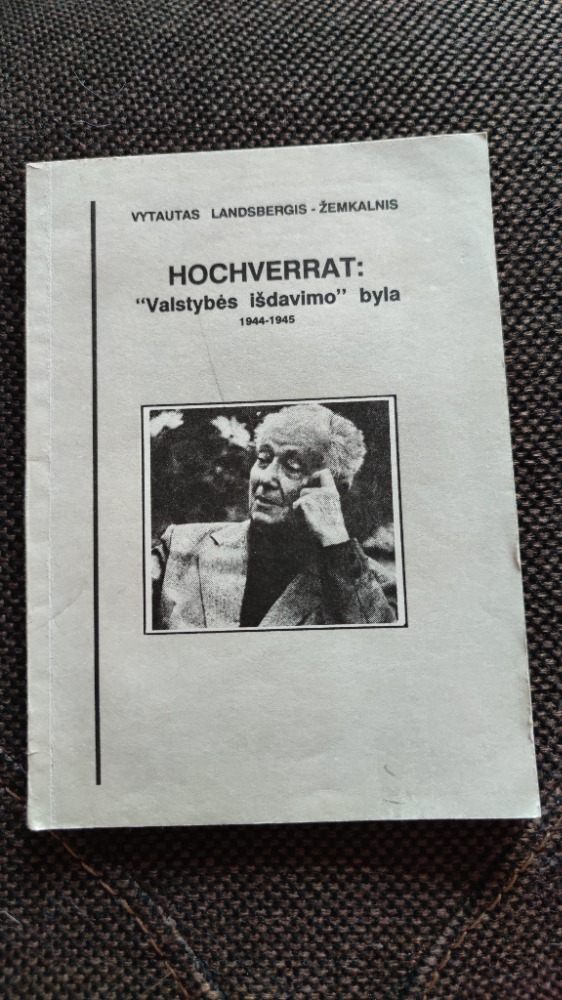 VYTAUTAS LANDSBERGIS - ŽEMKALNIS
HOCHVERRAT:
“Valstybės išdavimo” byla
1944-1945